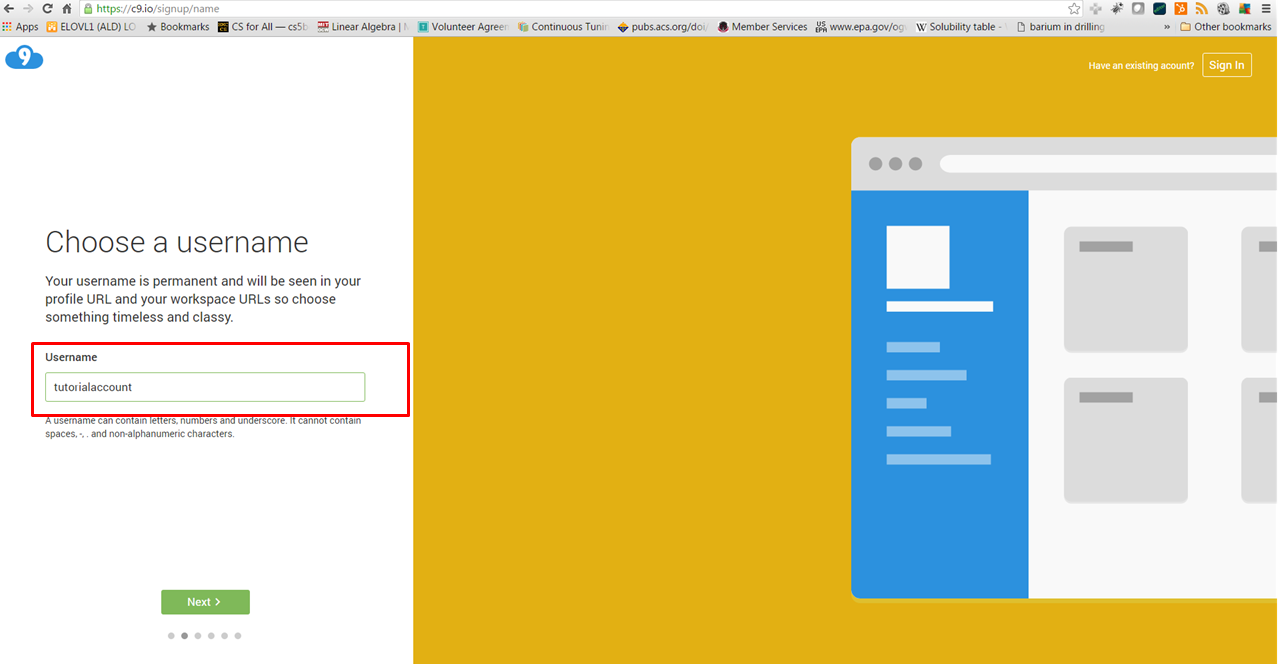 https://c9.io/signup/name
Apps ELOVL1 (ALD) LO Bookmarks CS for All — cs5b Linear Algebra | Volunteer Agreen Continuous Tunin pubs.acs.org/doi/ Member Services www.epa.gov/og Solubility table - barium in drilling » Other bookmarks
9
Have an existing acount? Sign In
Choose a username
Your username is permanent and will be seen in your
profile URL and your workspace URLs so choose
something timeless and classy.
Username
tutorialaccount
A username can contain letters, numbers and underscore. It cannot contain
spaces, -, . and non-alphanumeric characters.
Next >